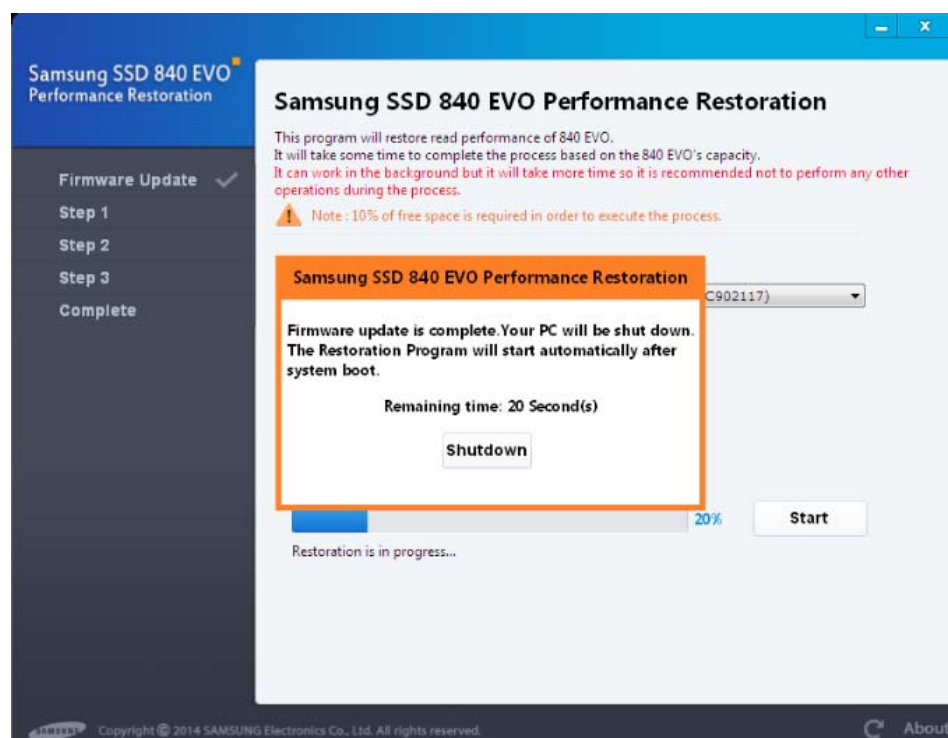 Samsung SSD 840 EVO
Performance Restoration
Firmware Update
Step 1
Step 2
Step 3
Complete
Samsung SSD 840 EVO Performance Restoration
This program will restore read performance of 840 EVO.
It will take some time to complete the process based on the 840 EVO's capacity.
It can work in the background but it will take more time so it is recommended not to perform any other
operations during the process.
Note : 10% of free space is required in order to execute the process.
C902117)
Samsung SSD 840 EVO Performance Restoration
Firmware update is complete.Your PC will be shut down.
The Restoration Program will start automatically after
system boot.
Remaining time: 20 Second(s)
Shutdown
20%
Start
Restoration is in progress...
SAMSUNG
Copyright © 2014 SAMSUNG Electronics Co., Ltd. All rights reserved.
About